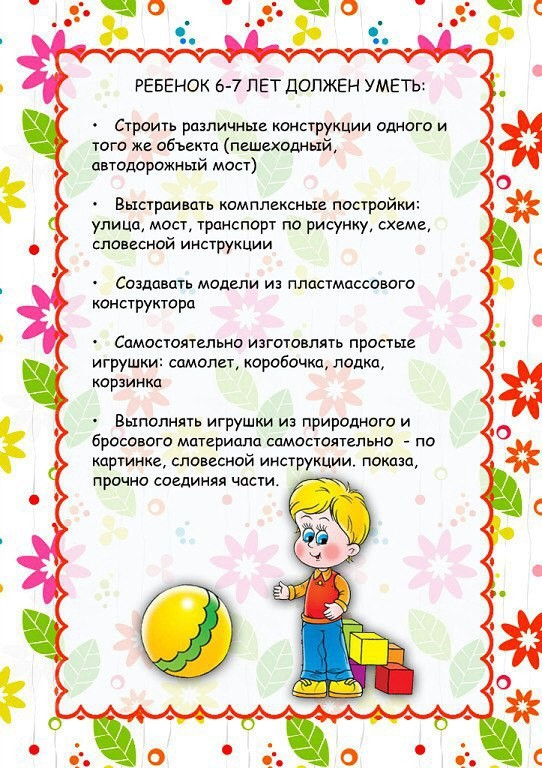 РЕБЕНОК 6-7 ЛЕТ ДОЛЖЕН УМЕТЬ:
• Строить различные конструкции одного и
того же объекта (пешеходный,
автодорожный мост)
• Выстраивать комплексные постройки:
улица, мост, транспорт по рисунку, схеме,
словесной инструкции
• Создавать модели из пластмассового
конструктора
• Самостоятельно изготовлять простые
игрушки: самолет, коробочка, лодка,
корзинка
• Выполнять игрушки из природного и
бросового материала самостоятельно - по
картинке, словесной инструкции. показа,
прочно соединяя части.